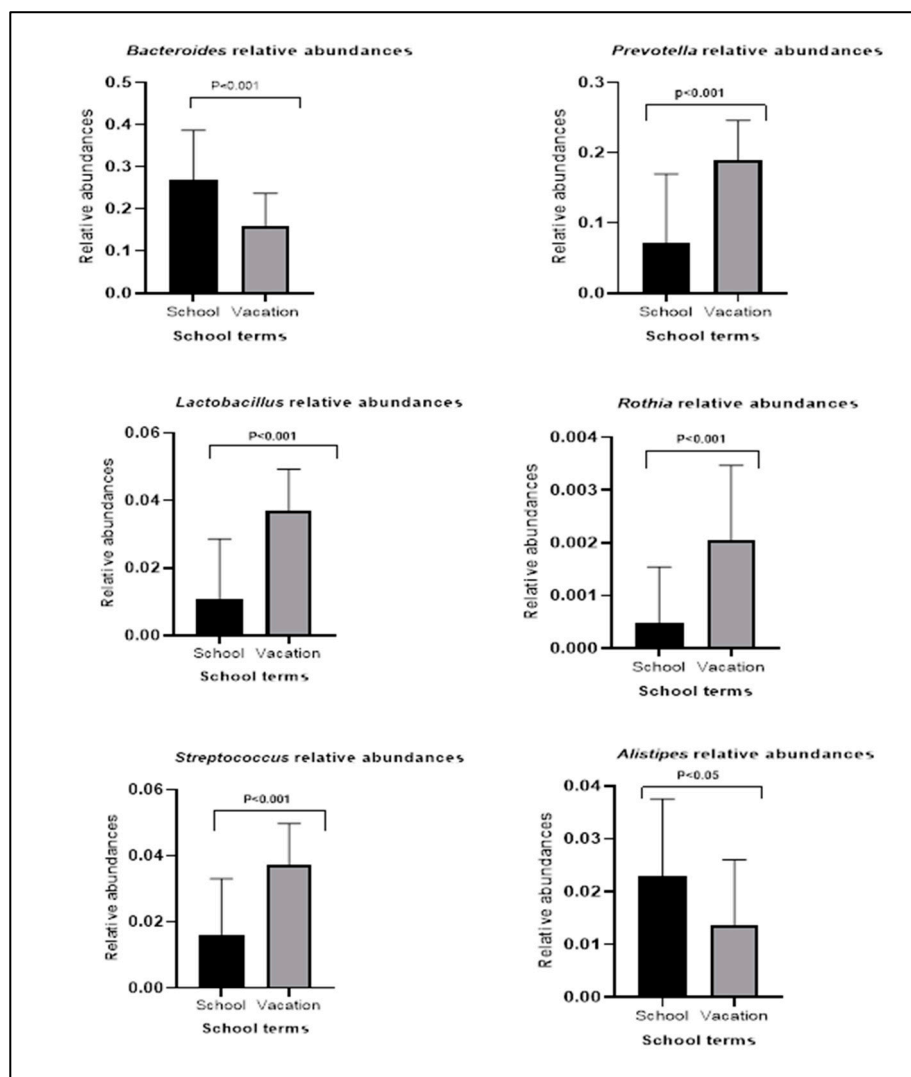 Bacteroides relative abundances
P<0.001
Relative abundances
0.5
0.4
0.3
0.2
0.1
0.0
School Vacation
School terms
Prevotella relative abundances
p<0.001
Relative abundances
0.3
0.2
0.1
0.0
School Vacation
School terms
Lactobacillus relative abundances
P<0.001
Relative abundances
0.06
0.04
0.02
0.00
School Vacation
School terms
Rothia relative abundances
P<0.001
Relative abundances
0.004
0.003
0.002
0.001
0.000
School Vacation
School terms
Streptococcus relative abundances
P<0.001
Relative abundances
0.06
0.04
0.02
0.00
School Vacation
School terms
Alistipes relative abundances
P<0.05
Relative abundances
0.04
0.03
0.02
0.01
0.00
School Vacation
School terms